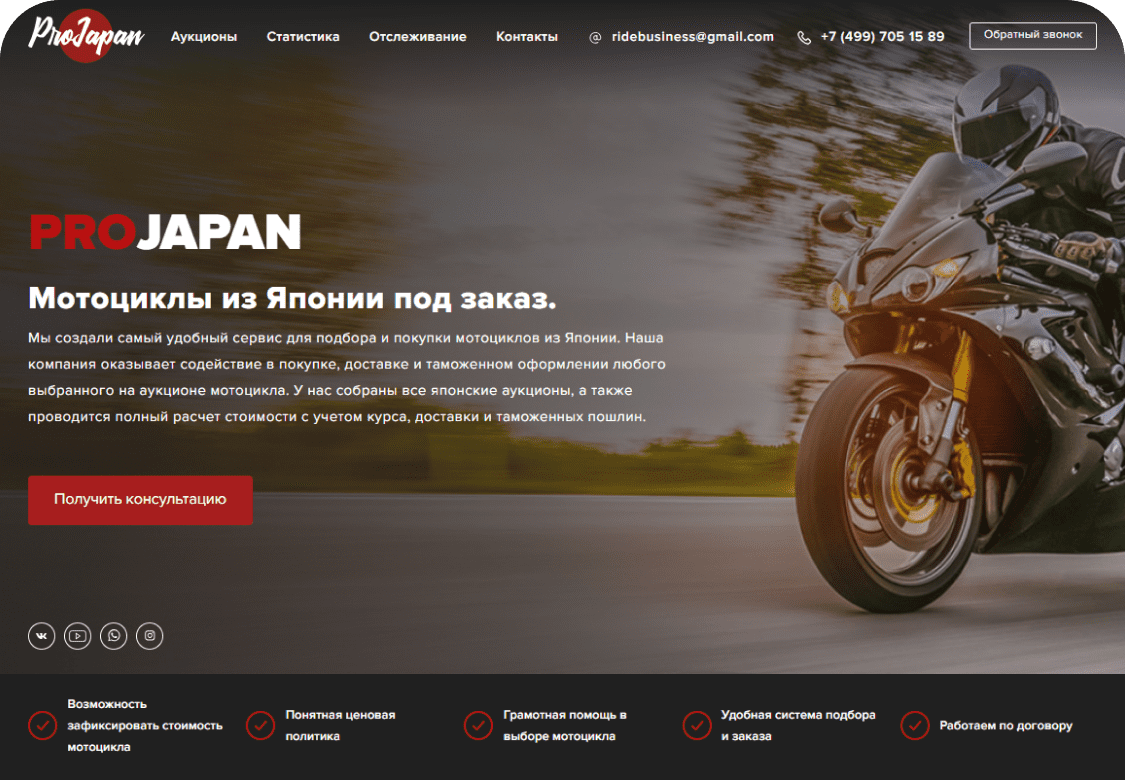 ProJapan
Аукционы Статистика Отслеживание Контакты ridebusiness@gmail.com +7 (499) 705 15 89 Обратный звонок
PROJAPAN
Мотоциклы из Японии под заказ.
Мы создали самый удобный сервис для подбора и покупки мотоциклов из Японии. Наша
компания оказывает содействие в покупке, доставке и таможенном оформлении любого
выбранного на аукционе мотоцикла. У нас собраны все японские аукционы, а также
проводится полный расчет стоимости с учетом курса, доставки и таможенных пошлин.
Получить консультацию
Возможность
зафиксировать стоимость
мотоцикла
Понятная ценовая
политика
Грамотная помощь в
выборе мотоцикла
Удобная система подбора
и заказа
Работаем по договору